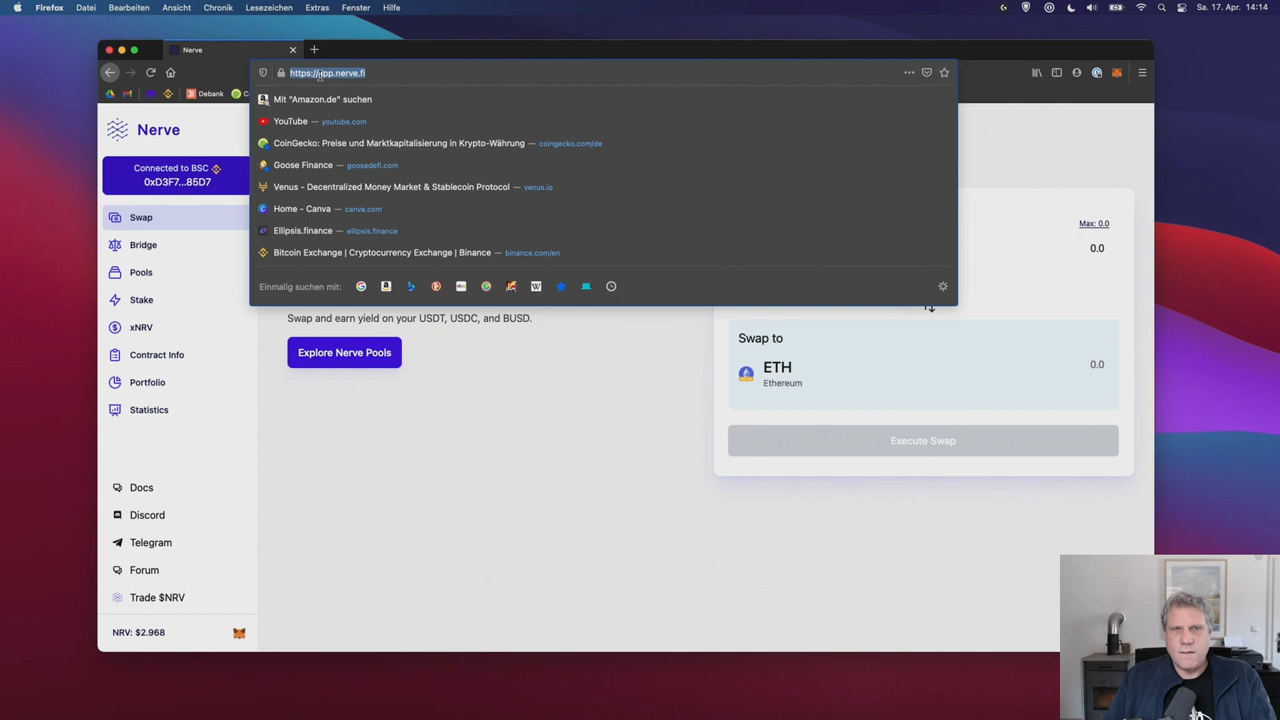 Firefox Datei Bearbeiten Ansicht Chronik Lesezeichen Extras Fenster Hilfe Sa. 17. Apr. 14:14
Nerve
https://app.nerve.fi
Debank
Mit "Amazon.de" suchen
YouTube — youtube.com
CoinGecko: Preise und Marktkapitalisierung in Krypto-Währung — coingecko.com/de
Goose Finance — goosedefi.com
Venus - Decentralized Money Market & Stablecoin Protocol — venus.io
Home - Canva — canva.com
Ellipsis.finance — ellipsis.finance
Bitcoin Exchange | Cryptocurrency Exchange | Binance — binance.com/en
Einmalig suchen mit:
Nerve
Connected to BSC
0xD3F7...85D7
Swap
Bridge
Pools
Stake
xNRV
Contract Info
Portfolio
Statistics
Docs
Discord
Telegram
Forum
Trade $NRV
NRV: $2.968
Swap and earn yield on your USDT, USDC, and BUSD.
Explore Nerve Pools
Max: 0.0
0.0
Swap to
ETH
Ethereum
0.0
Execute Swap